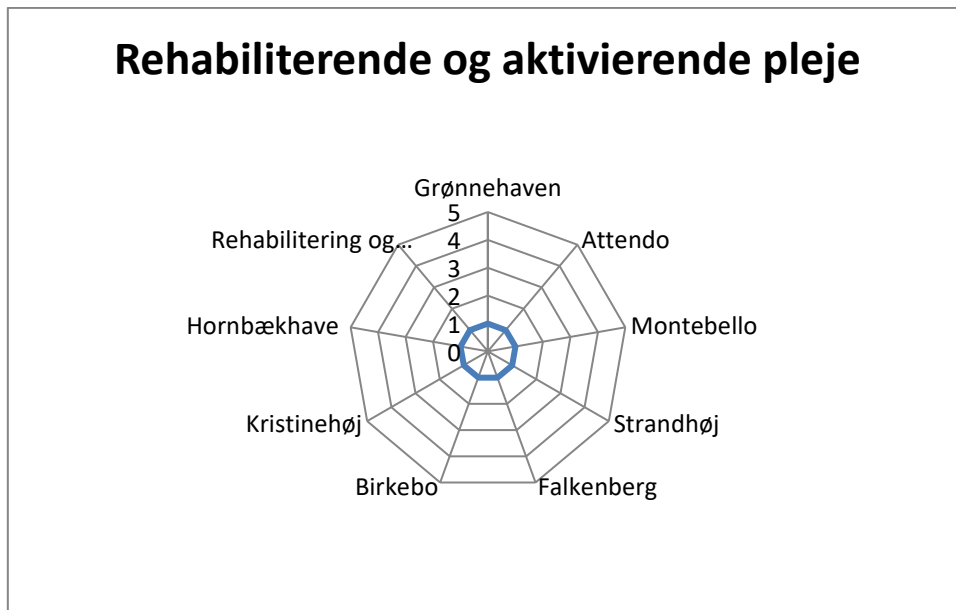 Rehabiliterende og aktivierende pleje
Grønnehaven
Attendo
Montebello
Strandhøj
Falkenberg
Birkebo
Kristinehøj
Hornbækhave
Rehabilitering og...
5
4
3
2
1
0